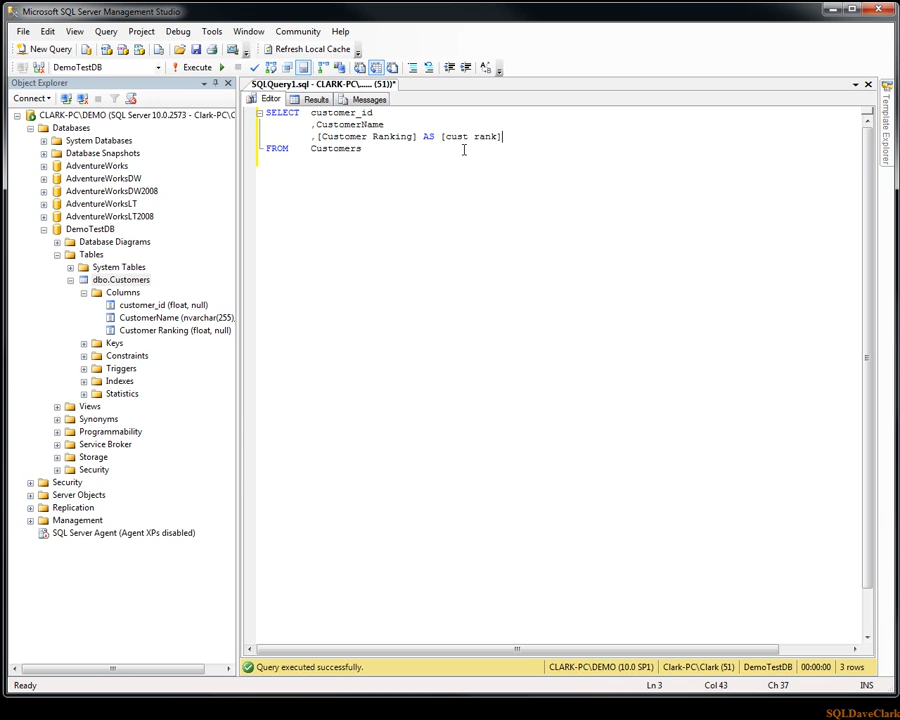 Microsoft SQL Server Management Studio
File Edit View Query Project Debug Tools Window Community Help
New Query Refresh Local Cache
DemoTestDB Execute
Object Explorer
SQLQuery1.sql - CLARK-PC\...... (51))*
Connect
Editor Results Messages
CLARK-PC\DEMO (SQL Server 10.0.2573 - Clark-PC\
Databases
System Databases
Database Snapshots
AdventureWorks
AdventureWorksDW
AdventureWorksDW2008
AdventureWorksLT
AdventureWorksLT2008
DemoTestDB
Database Diagrams
Tables
System Tables
dbo.Customers
Columns
customer_id (float, null)
CustomerName (nvarchar(255),
Customer Ranking (float, null)
Keys
Constraints
Triggers
Indexes
Statistics
Views
Synonyms
Programmability
Service Broker
Storage
Security
Security
Server Objects
Replication
Management
SQL Server Agent (Agent XPs disabled)
SELECT customer_id
,CustomerName
,[Customer Ranking] AS [cust rank]
FROM Customers
Template Explorer
Query executed successfully. CLARK-PC\DEMO (10.0 SP1) Clark-PC\Clark (51) DemoTestDB 00:00:00 3 rows
Ready Ln 3 Col 43 Ch 37 INS
SQLDaveClark